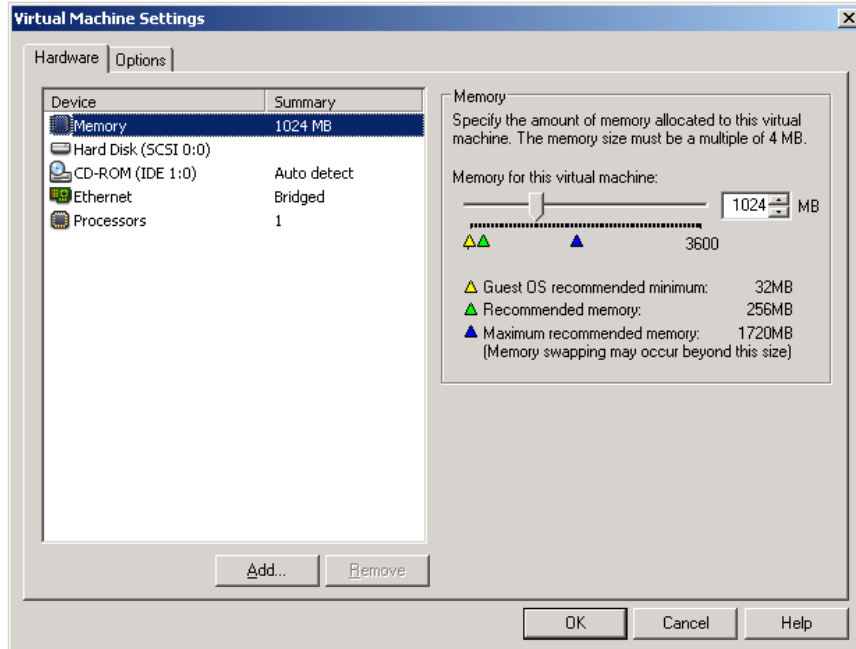 Virtual Machine Settings
Hardware
Options
Device Summary
Memory 1024 MB
Hard Disk (SCSI 0:0)
CD-ROM (IDE 1:0) Auto detect
Ethernet Bridged
Processors 1
Add...
Remove
Memory
Specify the amount of memory allocated to this virtual
machine. The memory size must be a multiple of 4 MB.
Memory for this virtual machine:
1024 MB
3600
Guest OS recommended minimum: 32MB
Recommended memory: 256MB
Maximum recommended memory: 1720MB
(Memory swapping may occur beyond this size)
OK
Cancel
Help